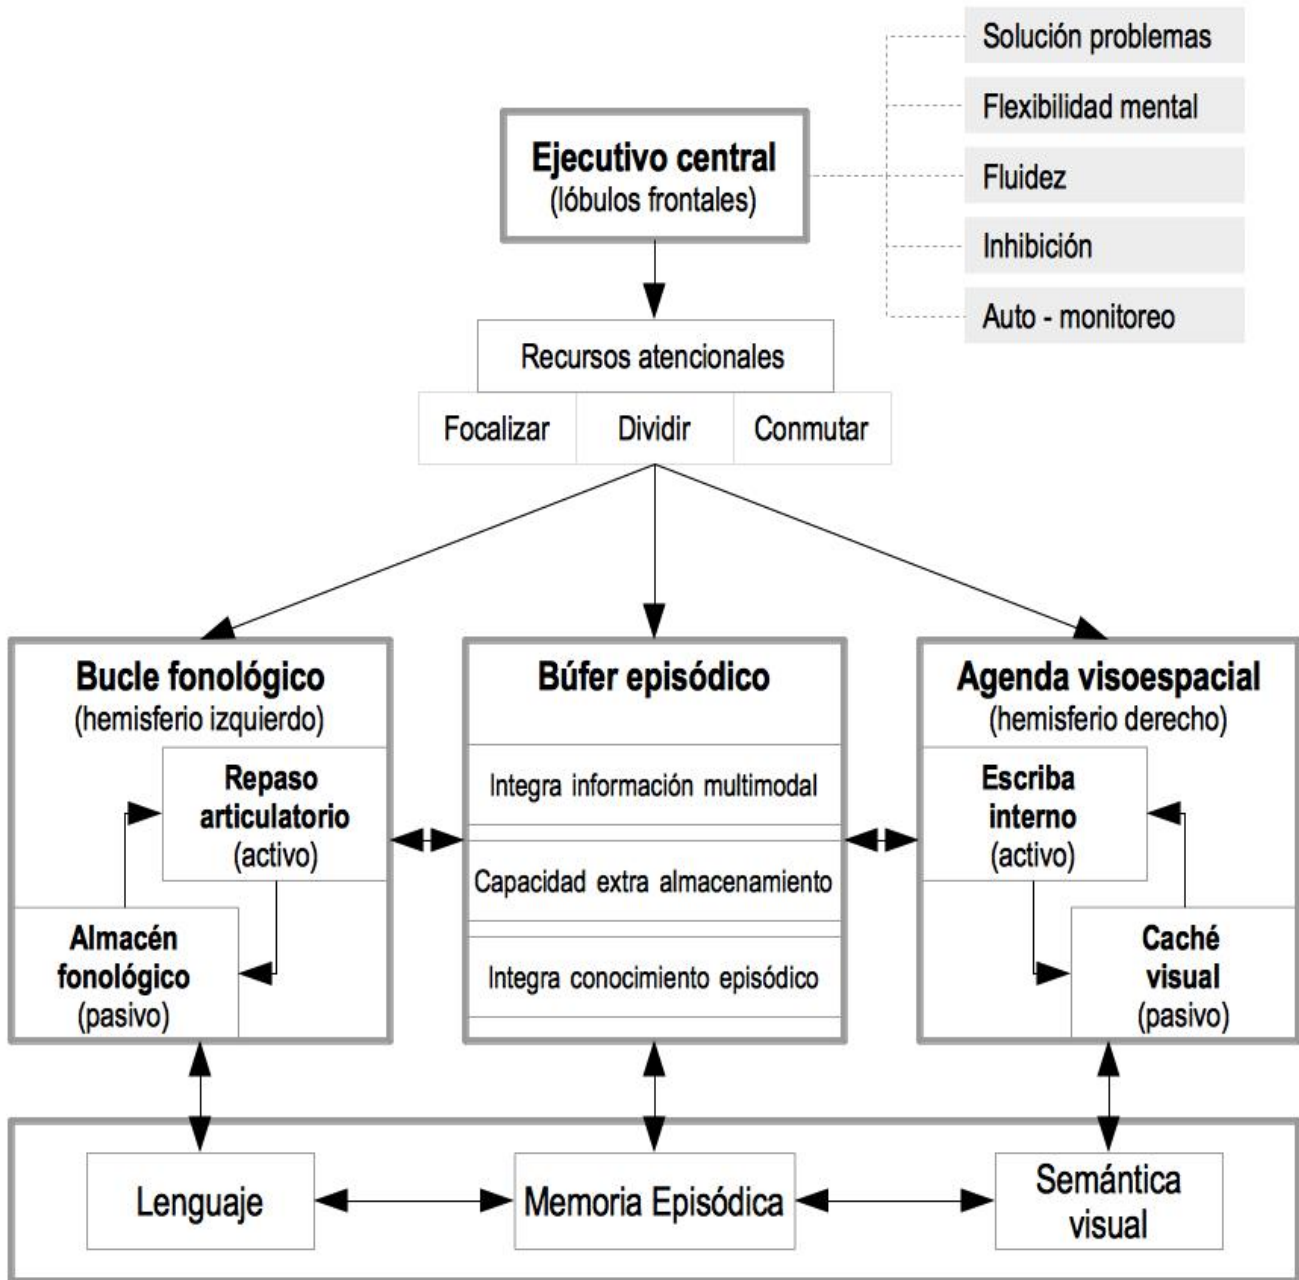 Solución problemas
Flexibilidad mental
Fluidez
Inhibición
Auto - monitoreo
Ejecutivo central
(lóbulos frontales)
Recursos atencionales
Focalizar
Dividir
Conmutar
Bucle fonológico
(hemisferio izquierdo)
Repaso
articulatorio
(activo)
Almacén
fonológico
(pasivo)
Búfer episódico
Integra información multimodal
Capacidad extra almacenamiento
Integra conocimiento episódico
Agenda visoespacial
(hemisferio derecho)
Escriba
interno
(activo)
Caché
visual
(pasivo)
Lenguaje
Memoria Episódica
Semántica
visual